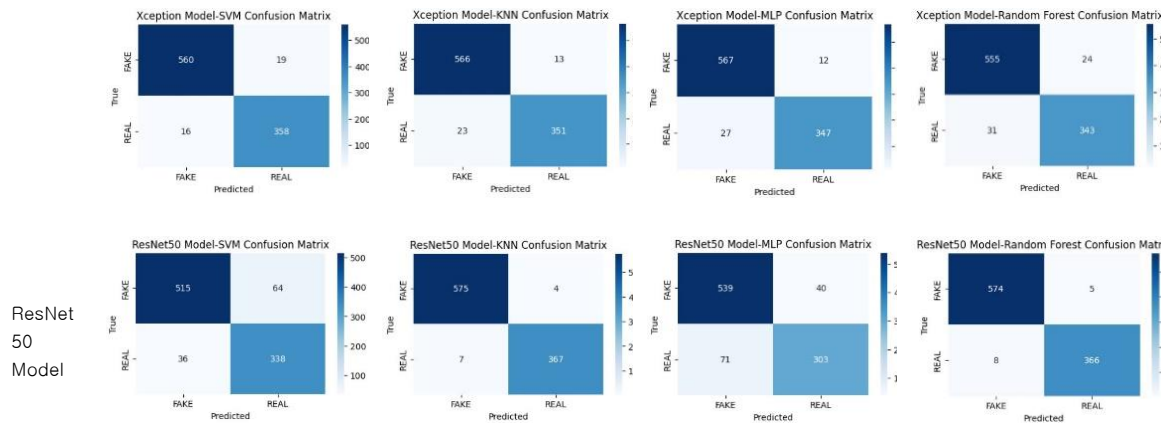 Xception Model-SVM Confusion Matrix
FAKE
REAL
True
560
19
16
358
FAKE
REAL
Predicted
500
400
300
200
100
Xception Model-KNN Confusion Matrix
FAKE
REAL
True
566
13
23
351
FAKE
REAL
Predicted
Xception Model-MLP Confusion Matrix
FAKE
REAL
True
567
12
27
347
FAKE
REAL
Predicted
Xception Model-Random Forest Confusion Matrix
FAKE
REAL
True
555
24
31
343
FAKE
REAL
Predicted
ResNet
50
Model
ResNet50 Model-SVM Confusion Matrix
FAKE
REAL
True
515
64
36
338
FAKE
REAL
Predicted
500
400
300
200
100
ResNet50 Model-KNN Confusion Matrix
FAKE
REAL
True
575
4
7
367
FAKE
REAL
Predicted
5
4
3
2
1
ResNet50 Model-MLP Confusion Matrix
FAKE
REAL
True
539
40
71
303
FAKE
REAL
Predicted
ResNet50 Model-Random Forest Confusion Mat
FAKE
REAL
True
574
5
8
366
FAKE
REAL
Predicted